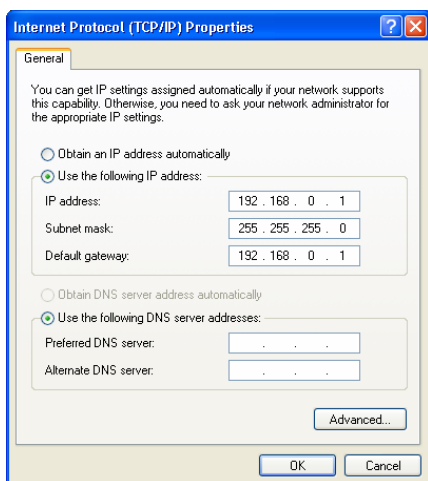 Internet Protocol (TCP/IP) Properties
General
You can get IP settings assigned automatically if your network supports
this capability. Otherwise, you need to ask your network administrator for
the appropriate IP settings.
Obtain an IP address automatically
Use the following IP address:
IP address: 192 . 168 . 0 . 1
Subnet mask: 255 . 255 . 255 . 0
Default gateway: 192 . 168 . 0 . 1
Obtain DNS server address automatically
Use the following DNS server addresses:
Preferred DNS server: . . .
Alternate DNS server: . . .
Advanced...
OK Cancel